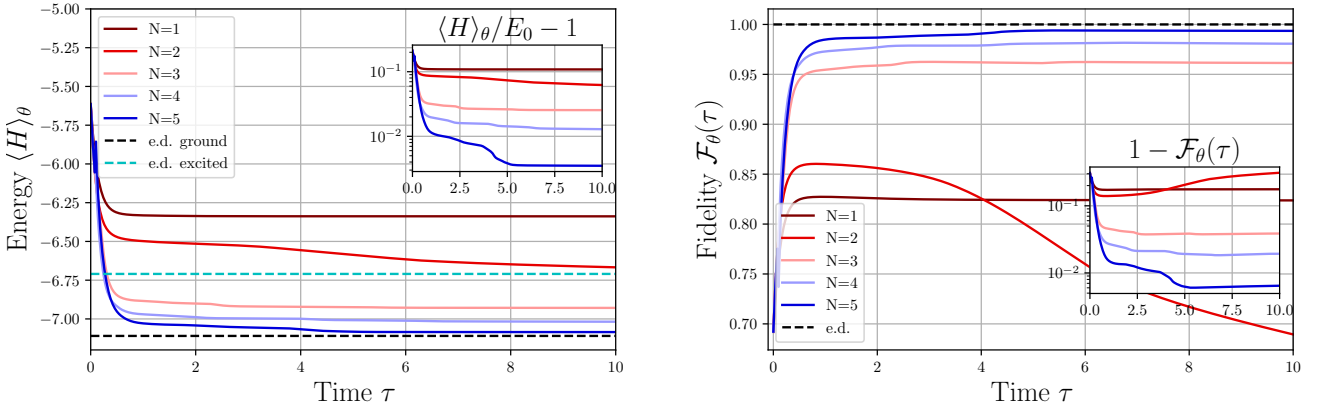 −5.00
−5.25
−5.50
−5.75
−6.00
−6.25
−6.50
−6.75
−7.00
Energy ⟨H⟩θ
N=1
N=2
N=3
N=4
N=5
e.d. ground
e.d. excited
⟨H⟩θ/E0 − 1
10−1
10−2
0.0 2.5 5.0 7.5 10.0
0 2 4 6 8 10
Time τ
1.00
0.95
0.90
0.85
0.80
0.75
0.70
Fidelity Fθ(τ)
N=1
N=2
N=3
N=4
N=5
e.d.
1 − Fθ(τ)
10−1
10−2
0.0 2.5 5.0 7.5 10.0
0 2 4 6 8 10
Time τ